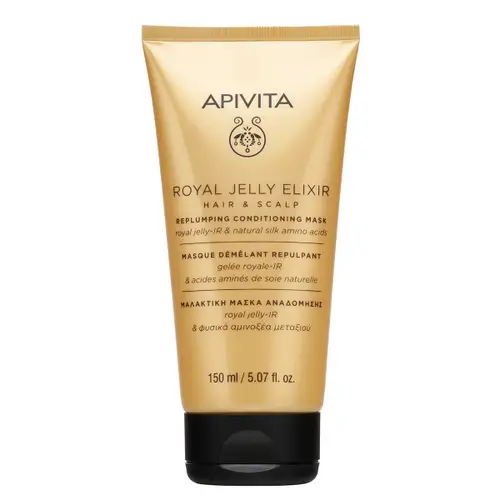 APIVITA
ROYAL JELLY ELIXIR
HAIR & SCALP
REPLUMPING CONDITIONING MASK
royal jelly-IR & natural silk amino acids
MASQUE DÉMÊLANT REPULPANT
gelée royale-IR
& acides aminés de soie naturelle
ΜΑΛΑΚΤΙΚΗ ΜΑΣΚΑ ΑΝΑΔΟΜΗΣΗΣ
royal jelly-IR
& φυσικά αμινοξέα μεταξιού
150 ml / 5.07 fl. oz.